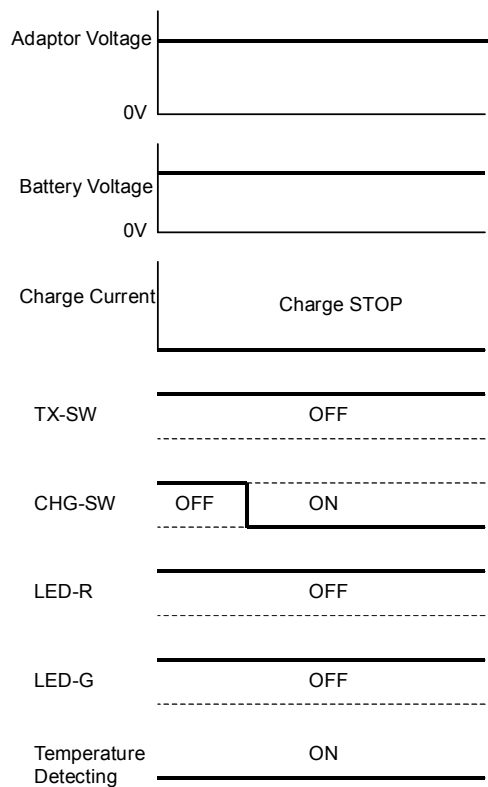 Adaptor Voltage
0V
Battery Voltage
0V
Charge Current
Charge STOP
TX-SW
OFF
CHG-SW
OFF
ON
LED-R
OFF
LED-G
OFF
Temperature
Detecting
ON